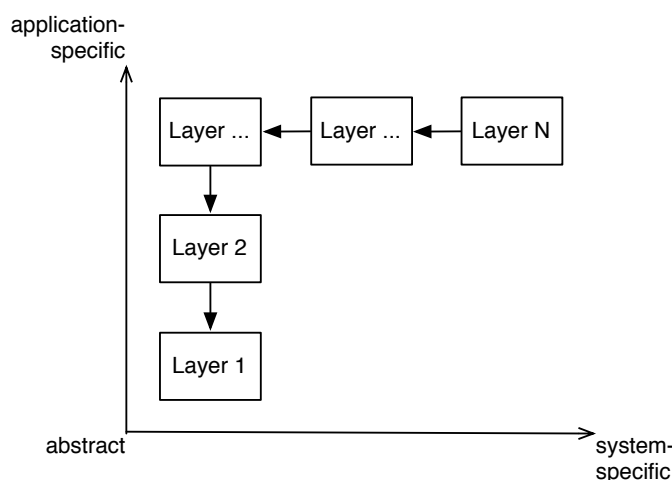 application-
specific
Layer ...
Layer ...
Layer N
Layer 2
Layer 1
abstract
system-
specific